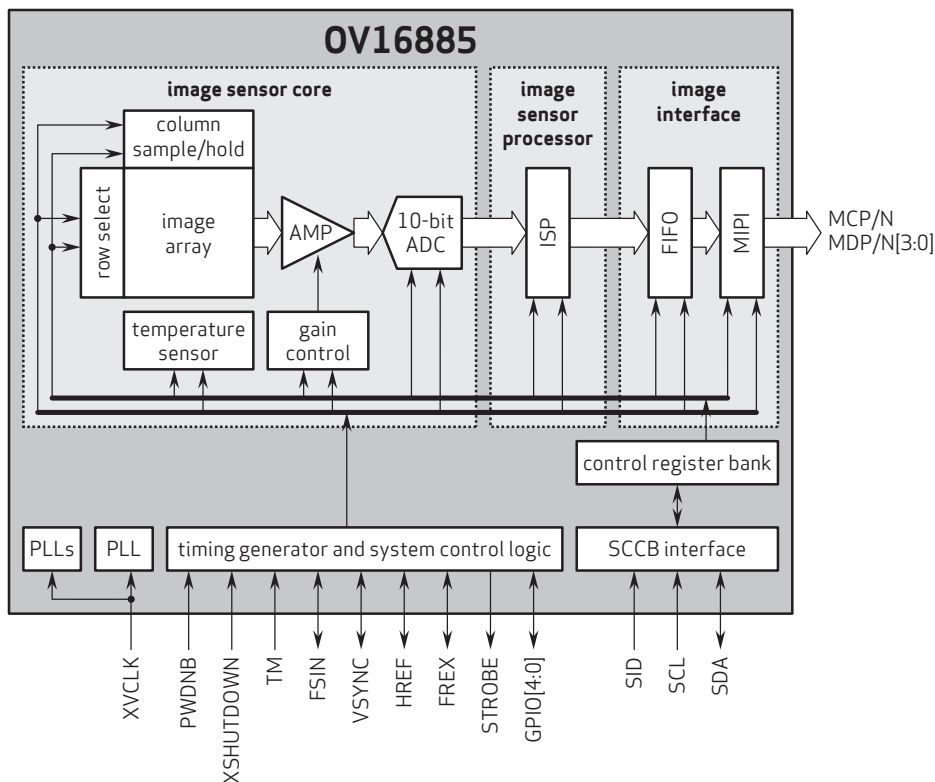 OV16885
image sensor core
image
sensor
processor
image
interface
column
sample/hold
row select
image
array
AMP
10-bit
ADC
ISP
FIFO
MIPI
MCP/N
MDP/N[3:0]
temperature
sensor
gain
control
control register bank
PLLs
PLL
timing generator and system control logic
SCCB interface
XVCLK
PWDNB
XSHUTDOWN
TM
FSIN
VSYNC
HREF
FREX
STROBE
GPIO[4:0]
SID
SCL
SDA